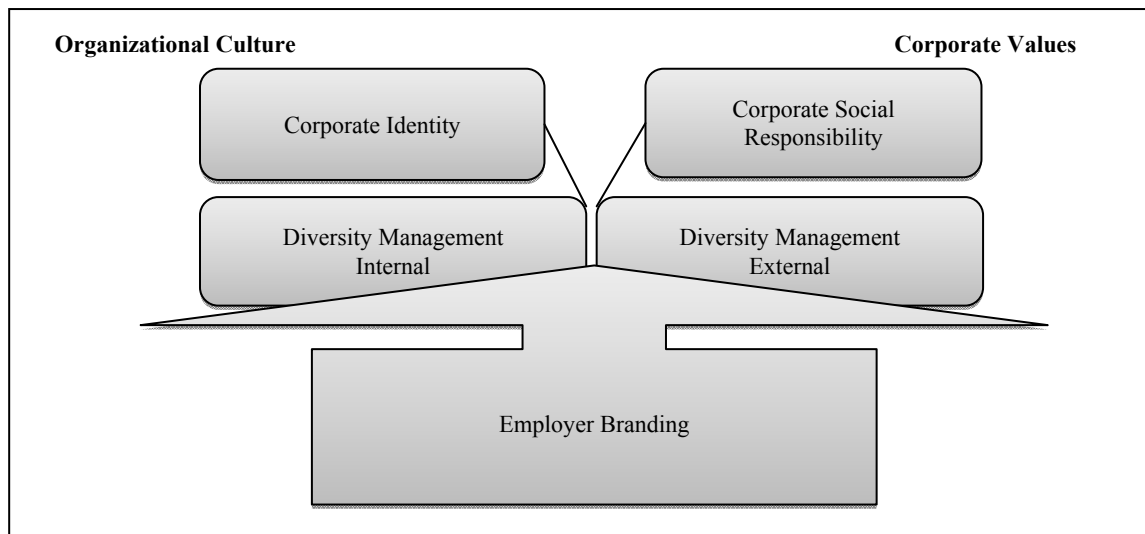 Organizational Culture
Corporate Values
Corporate Identity
Corporate Social
Responsibility
Diversity Management
Internal
Diversity Management
External
Employer Branding